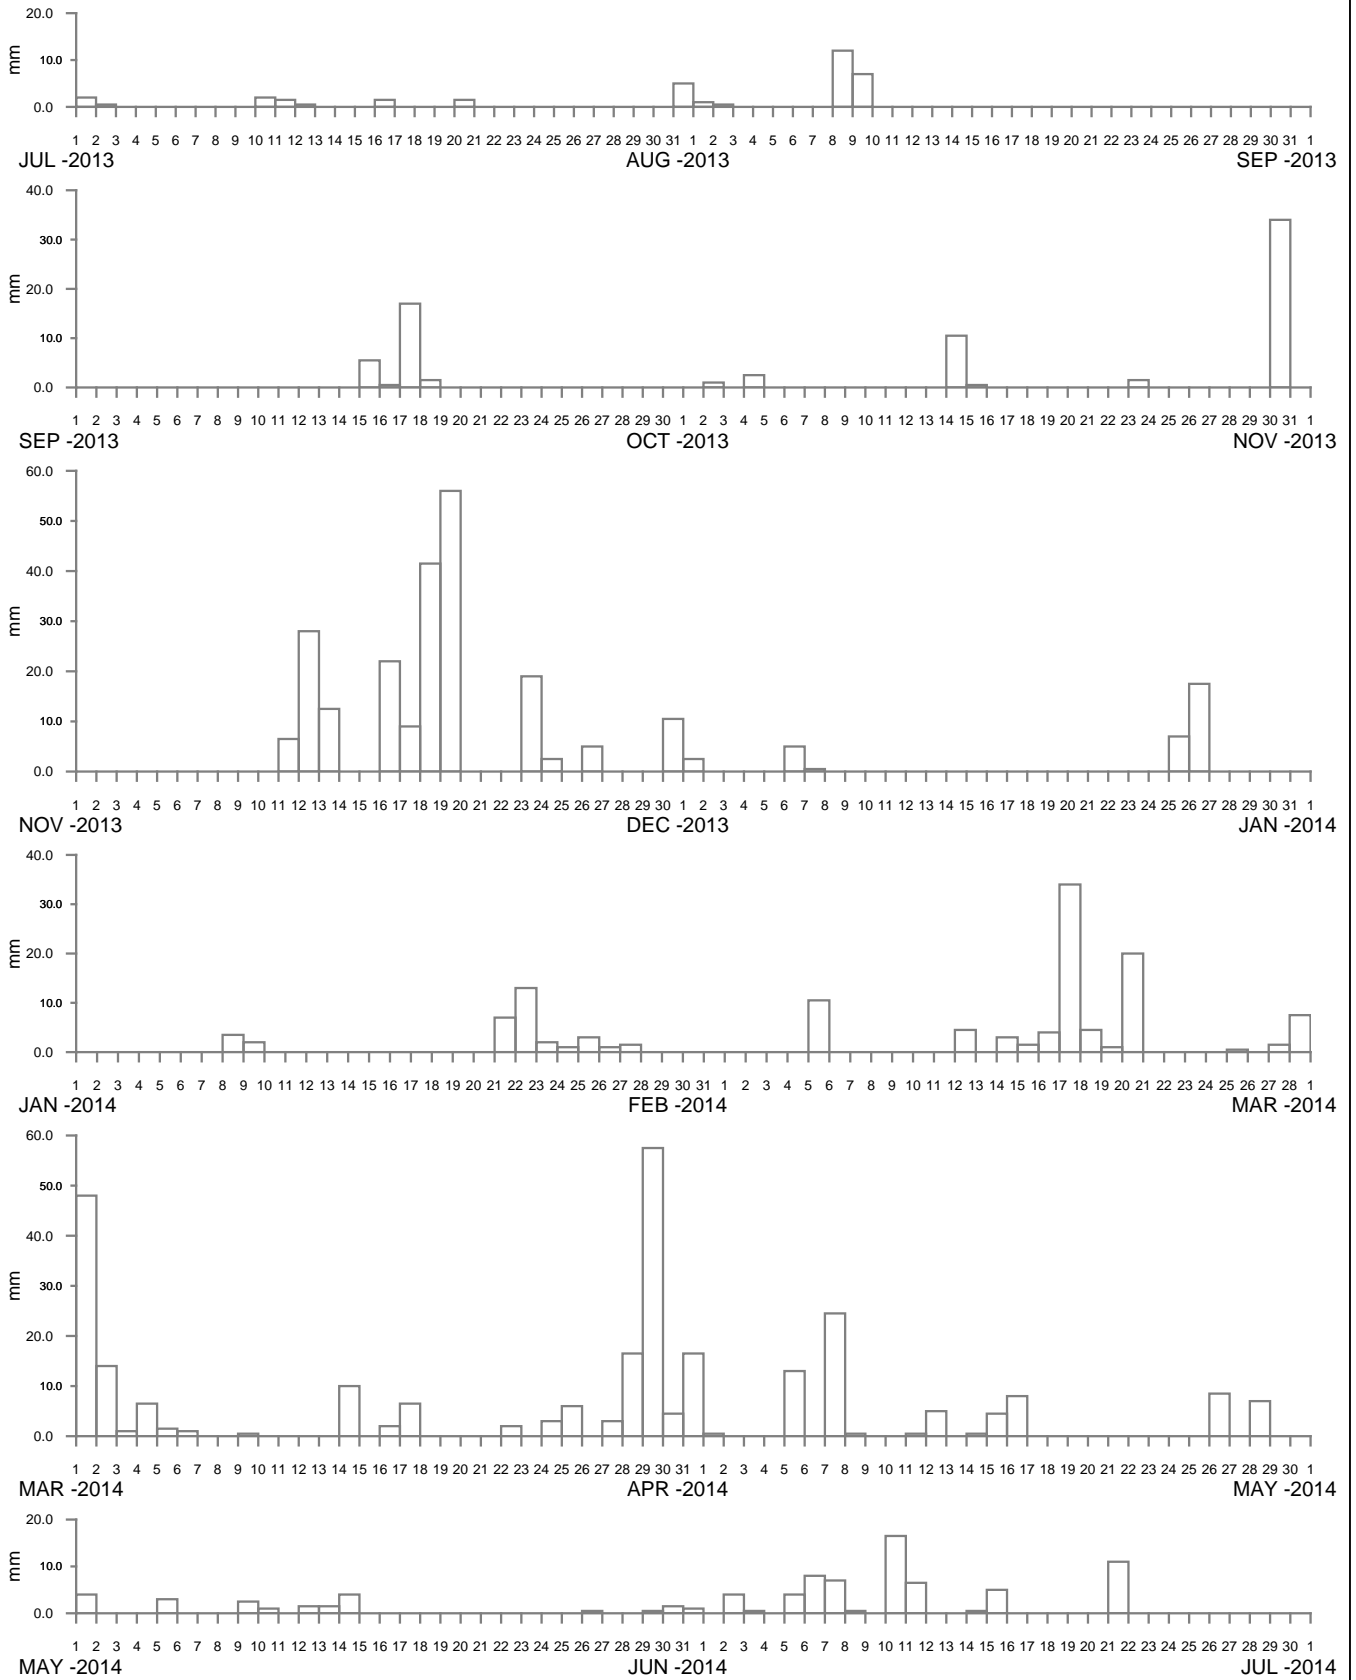 20.0
mm
10.0
0.0
1 2 3 4 5 6 7 8 9 10 11 12 13 14 15 16 17 18 19 20 21 22 23 24 25 26 27 28 29 30 31 1 2 3 4 5 6 7 8 9 10 11 12 13 14 15 16 17 18 19 20 21 22 23 24 25 26 27 28 29 30 31 1
JUL -2013 AUG -2013 SEP -2013
40.0
30.0
mm
20.0
10.0
0.0
1 2 3 4 5 6 7 8 9 10 11 12 13 14 15 16 17 18 19 20 21 22 23 24 25 26 27 28 29 30 1 2 3 4 5 6 7 8 9 10 11 12 13 14 15 16 17 18 19 20 21 22 23 24 25 26 27 28 29 30 31 1
SEP -2013 OCT -2013 NOV -2013
60.0
50.0
40.0
30.0
mm
20.0
10.0
0.0
1 2 3 4 5 6 7 8 9 10 11 12 13 14 15 16 17 18 19 20 21 22 23 24 25 26 27 28 29 30 1 2 3 4 5 6 7 8 9 10 11 12 13 14 15 16 17 18 19 20 21 22 23 24 25 26 27 28 29 30 31 1
NOV -2013 DEC -2013 JAN -2014
40.0
30.0
mm
20.0
10.0
0.0
1 2 3 4 5 6 7 8 9 10 11 12 13 14 15 16 17 18 19 20 21 22 23 24 25 26 27 28 29 30 31 1 2 3 4 5 6 7 8 9 10 11 12 13 14 15 16 17 18 19 20 21 22 23 24 25 26 27 28 1
JAN -2014 FEB -2014 MAR -2014
60.0
50.0
40.0
30.0
mm
20.0
10.0
0.0
1 2 3 4 5 6 7 8 9 10 11 12 13 14 15 16 17 18 19 20 21 22 23 24 25 26 27 28 29 30 31 1 2 3 4 5 6 7 8 9 10 11 12 13 14 15 16 17 18 19 20 21 22 23 24 25 26 27 28 29 30 1
MAR -2014 APR -2014 MAY -2014
20.0
mm
10.0
0.0
1 2 3 4 5 6 7 8 9 10 11 12 13 14 15 16 17 18 19 20 21 22 23 24 25 26 27 28 29 30 31 1 2 3 4 5 6 7 8 9 10 11 12 13 14 15 16 17 18 19 20 21 22 23 24 25 26 27 28 29 30 1
MAY -2014 JUN -2014 JUL -2014